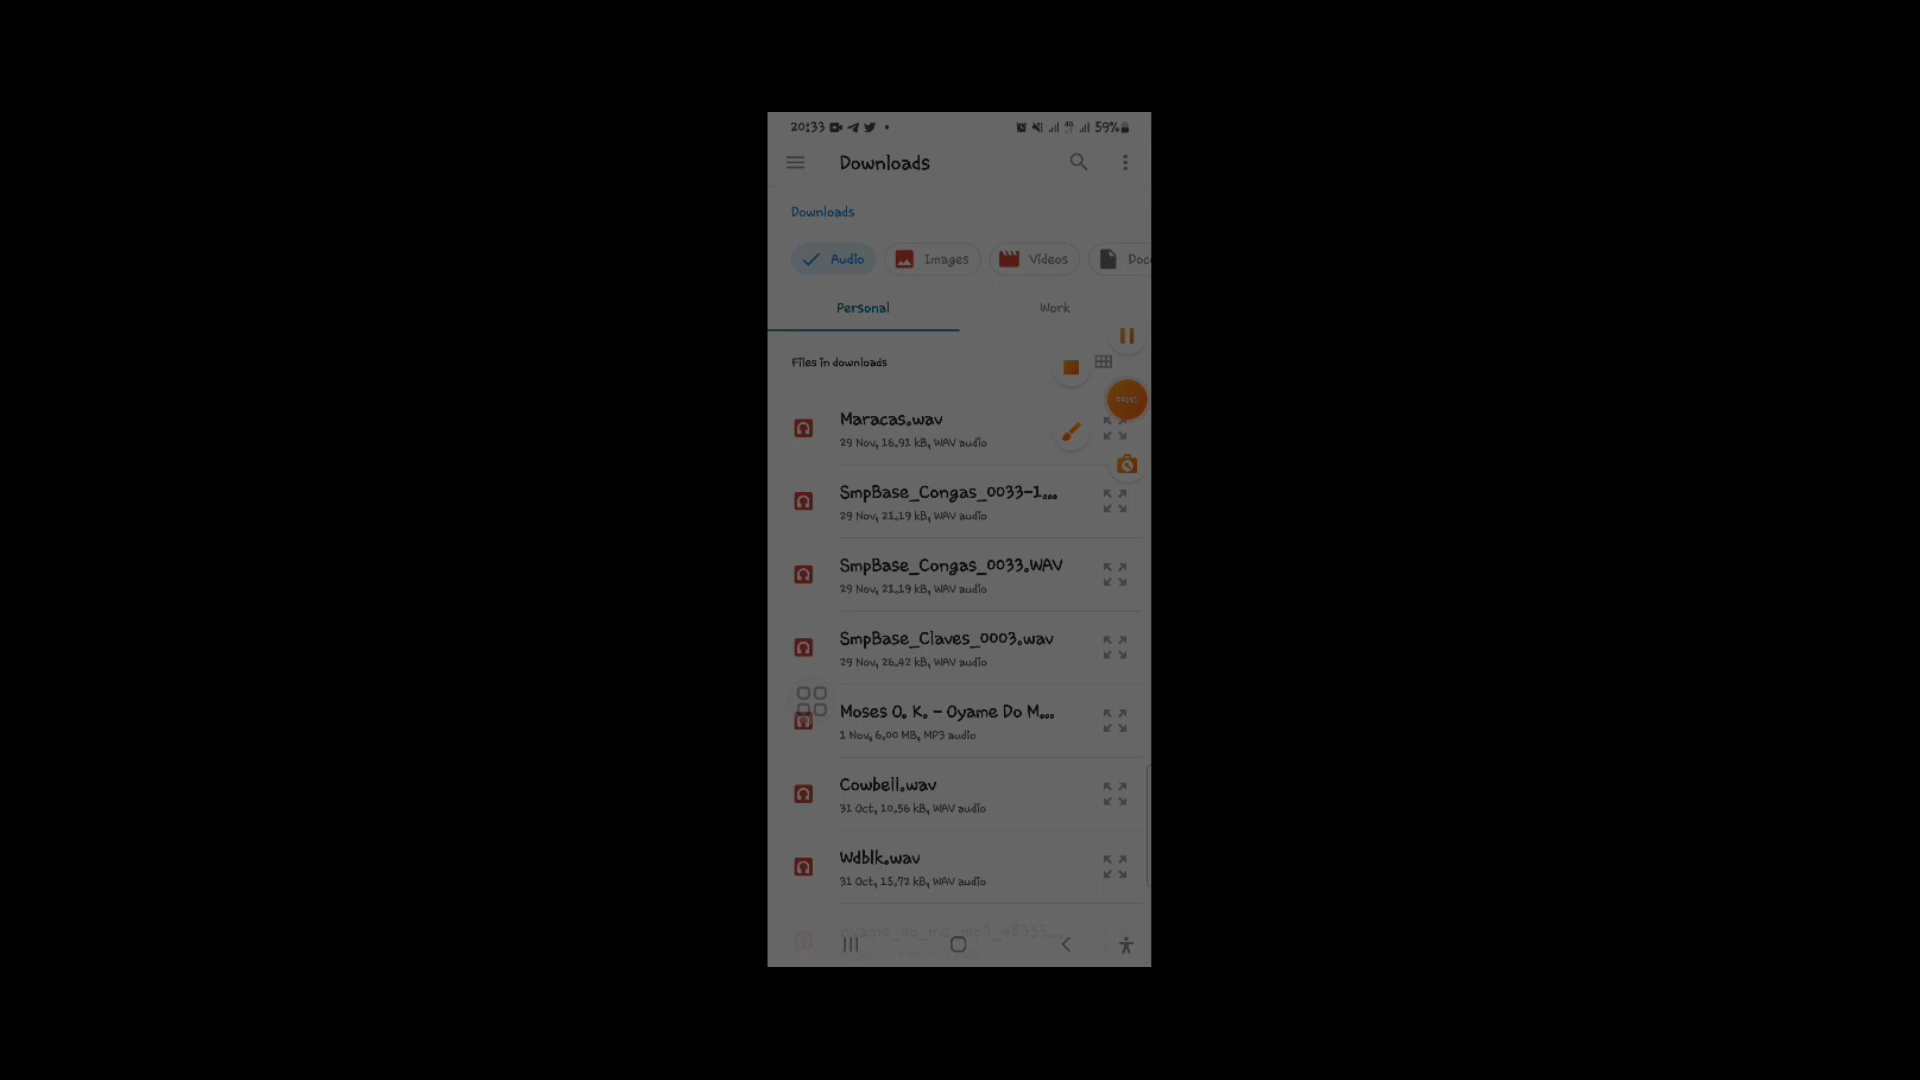 20:33 59%
Downloads
Downloads
Audio Images Videos Doc
Personal Work
Files in downloads
Maracas.wav
29 Nov, 16.91 kB, WAV audio
SmpBase_Congas_0033-1...
29 Nov, 21.19 kB, WAV audio
SmpBase_Congas_0033.WAV
29 Nov, 21.19 kB, WAV audio
SmpBase_Claves_0003.wav
29 Nov, 26.42 kB, WAV audio
Moses O. K. - Oyame Do M...
1 Nov, 6.00 MB, MP3 audio
Cowbell.wav
31 Oct, 10.56 kB, WAV audio
Wdblk.wav
31 Oct, 15.72 kB, WAV audio